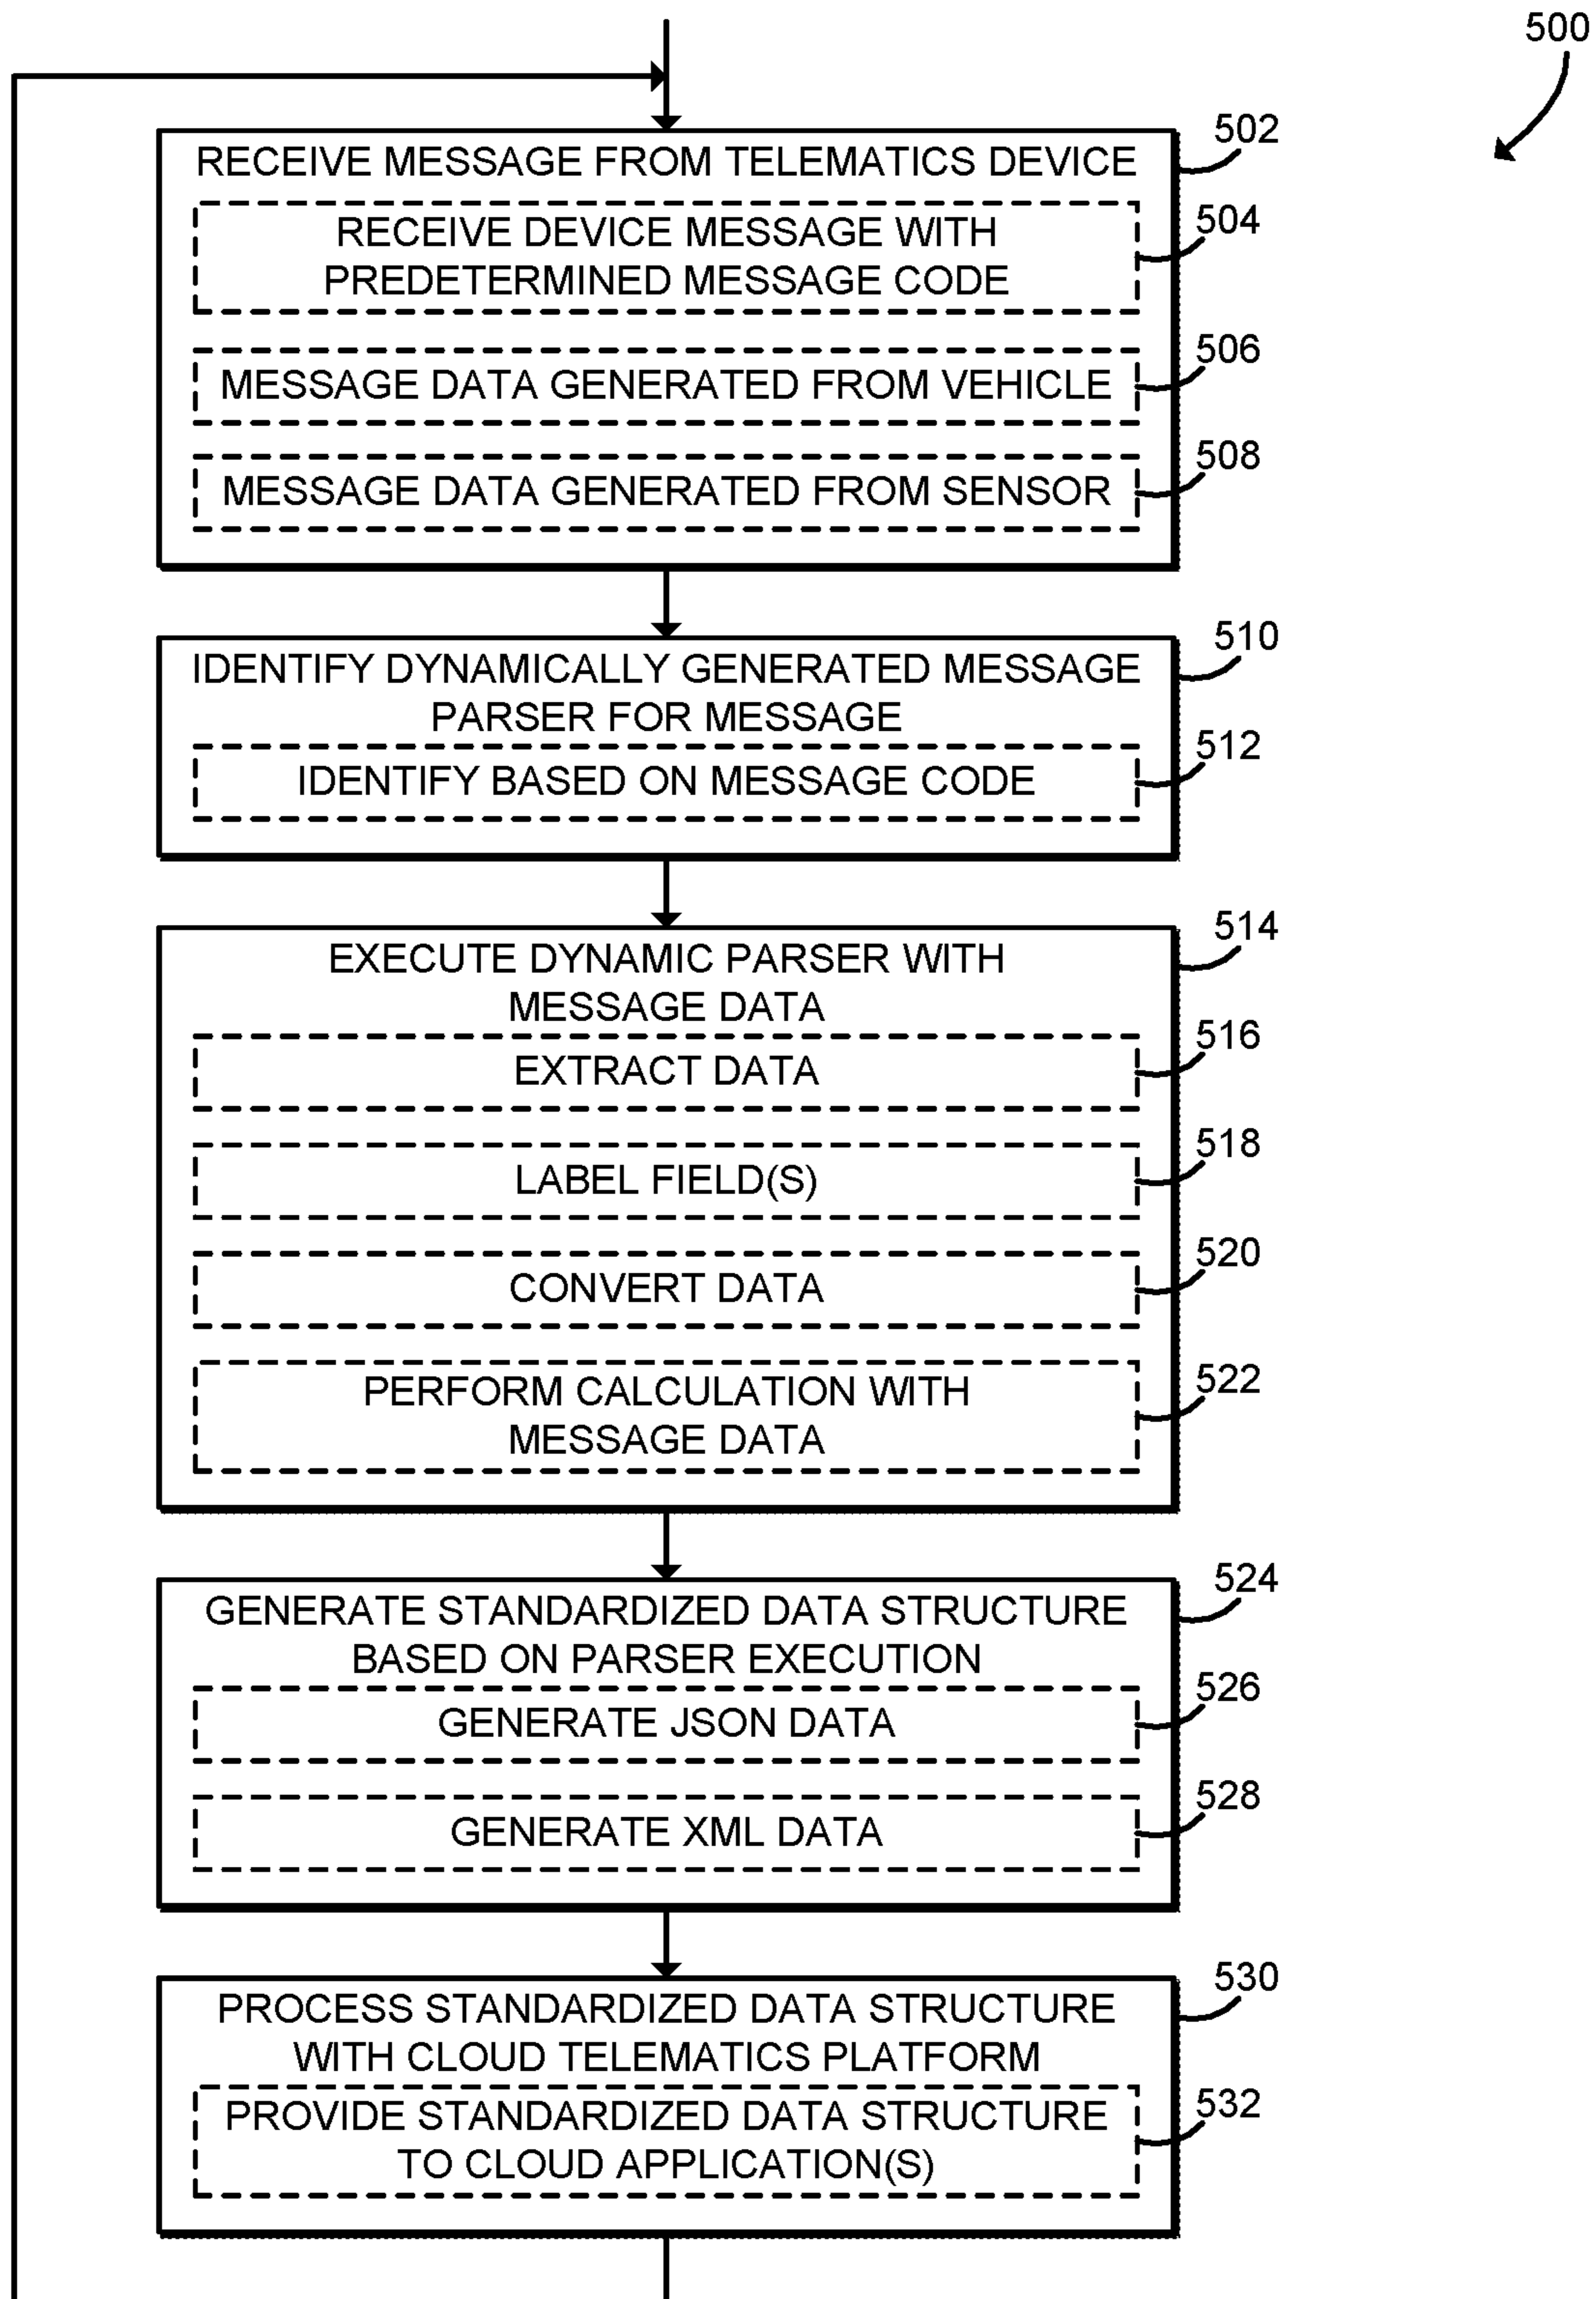 500
502
RECEIVE MESSAGE FROM TELEMATICS DEVICE
504
RECEIVE DEVICE MESSAGE WITH
PREDETERMINED MESSAGE CODE
506
MESSAGE DATA GENERATED FROM VEHICLE
508
MESSAGE DATA GENERATED FROM SENSOR
510
IDENTIFY DYNAMICALLY GENERATED MESSAGE
PARSER FOR MESSAGE
512
IDENTIFY BASED ON MESSAGE CODE
514
EXECUTE DYNAMIC PARSER WITH
MESSAGE DATA
516
EXTRACT DATA
518
LABEL FIELD(S)
520
CONVERT DATA
522
PERFORM CALCULATION WITH
MESSAGE DATA
524
GENERATE STANDARDIZED DATA STRUCTURE
BASED ON PARSER EXECUTION
526
GENERATE JSON DATA
528
GENERATE XML DATA
530
PROCESS STANDARDIZED DATA STRUCTURE
WITH CLOUD TELEMATICS PLATFORM
532
PROVIDE STANDARDIZED DATA STRUCTURE
TO CLOUD APPLICATION(S)